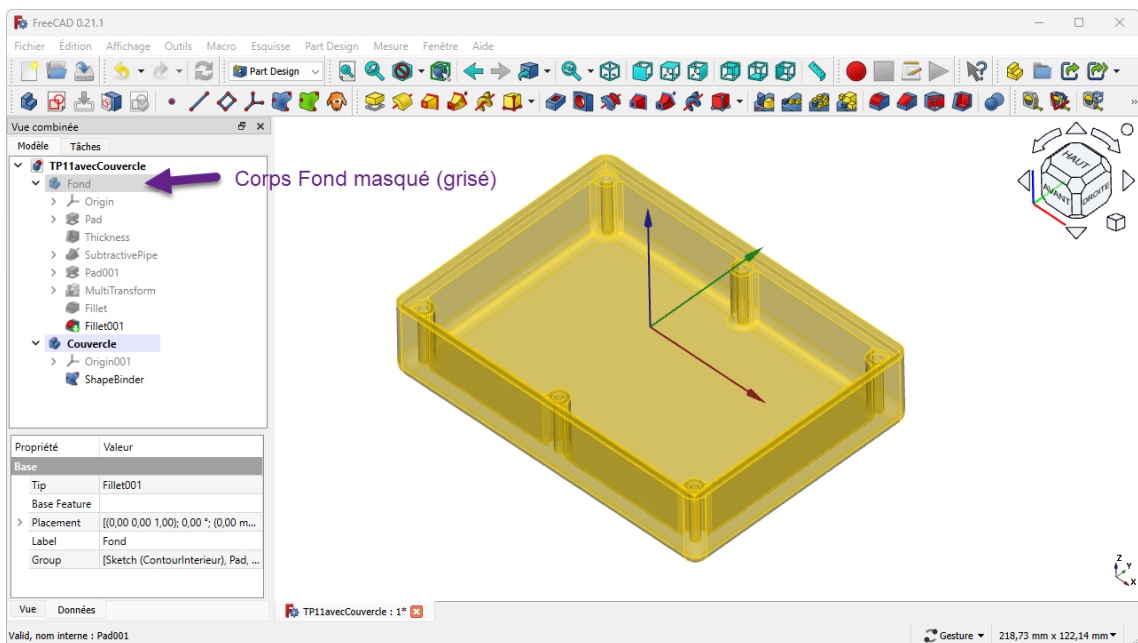 FreeCAD 0.21.1
Fichier Édition Affichage Outils Macro Esquisse Part Design Mesure Fenêtre Aide
Part Design
Vue combinée
Modèle Tâches
TP11avecCouvercle
Fond
Corps Fond masqué (grisé)
Origin
Pad
Thickness
SubtractivePipe
Pad001
MultiTransform
Fillet
Fillet001
Couvercle
Origin001
ShapeBinder
HAUT
AVANT
DROITE
Propriété Valeur
Base
Tip Fillet001
Base Feature
Placement [(0,00 0,00 1,00); 0,00 °; (0,00 m...
Label Fond
Group [Sketch (ContourInterieur), Pad, ...
Z
Y
X
Vue Données
TP11avecCouvercle : 1*
Valid, nom interne : Pad001
Gesture
218,73 mm x 122,14 mm